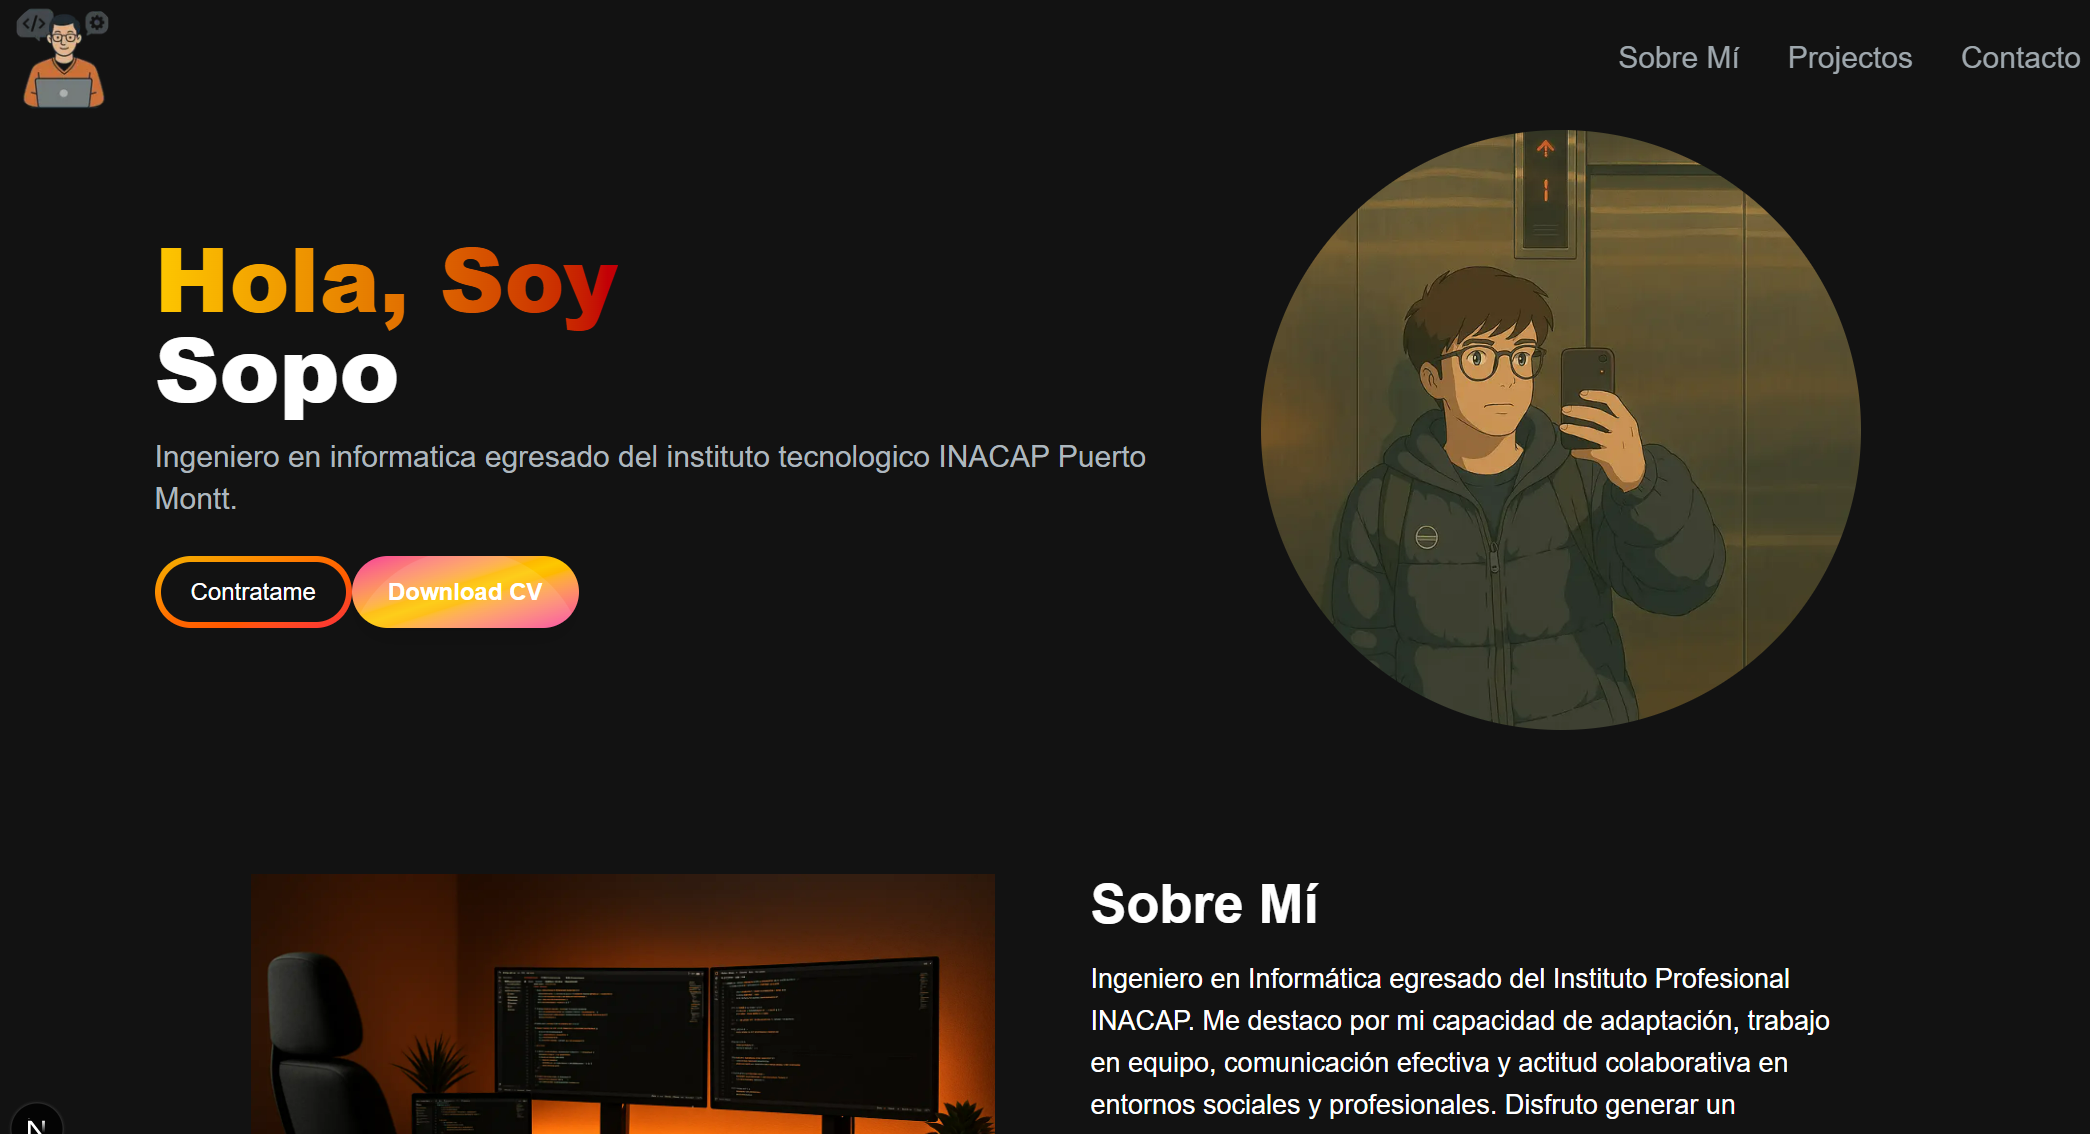 </>
Sobre Mí
Projectos
Contacto
1
Hola, Soy
Sopo
Ingeniero en informatica egresado del instituto tecnologico INACAP Puerto
Montt.
Contratame
Download CV
Sobre Mí
Ingeniero en Informática egresado del Instituto Profesional
INACAP. Me destaco por mi capacidad de adaptación, trabajo
en equipo, comunicación efectiva y actitud colaborativa en
entornos sociales y profesionales. Disfruto generar un
N